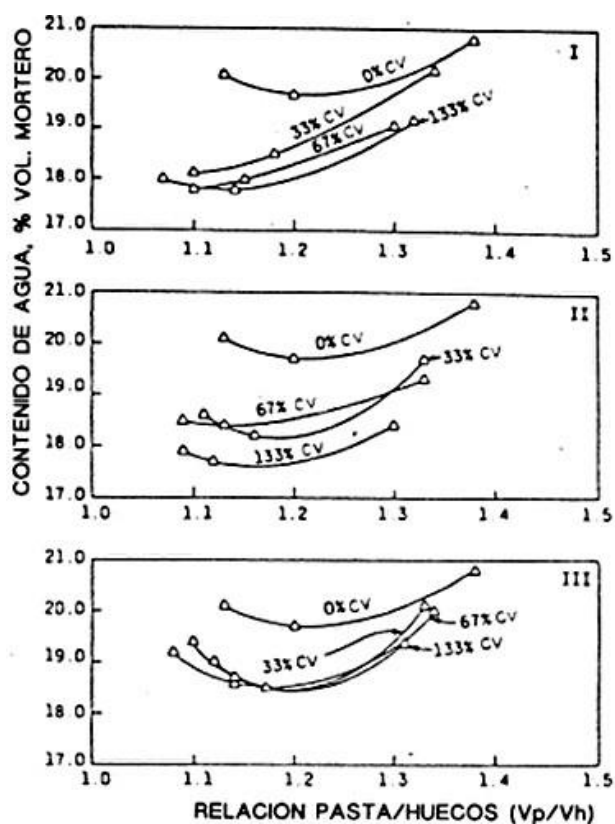 CONTENIDO DE AGUA, % VOL. MORTERO
21.0
20.0
19.0
18.0
17.0
I
0% CV
33% CV
67% CV
133% CV
1.0 1.1 1.2 1.3 1.4 1.5
21.0
20.0
19.0
18.0
17.0
II
0% CV
33% CV
67% CV
133% CV
1.0 1.1 1.2 1.3 1.4 1.5
21.0
20.0
19.0
18.0
17.0
III
0% CV
67% CV
33% CV
133% CV
1.0 1.1 1.2 1.3 1.4 1.5
RELACION PASTA/HUECOS (Vp/Vh)